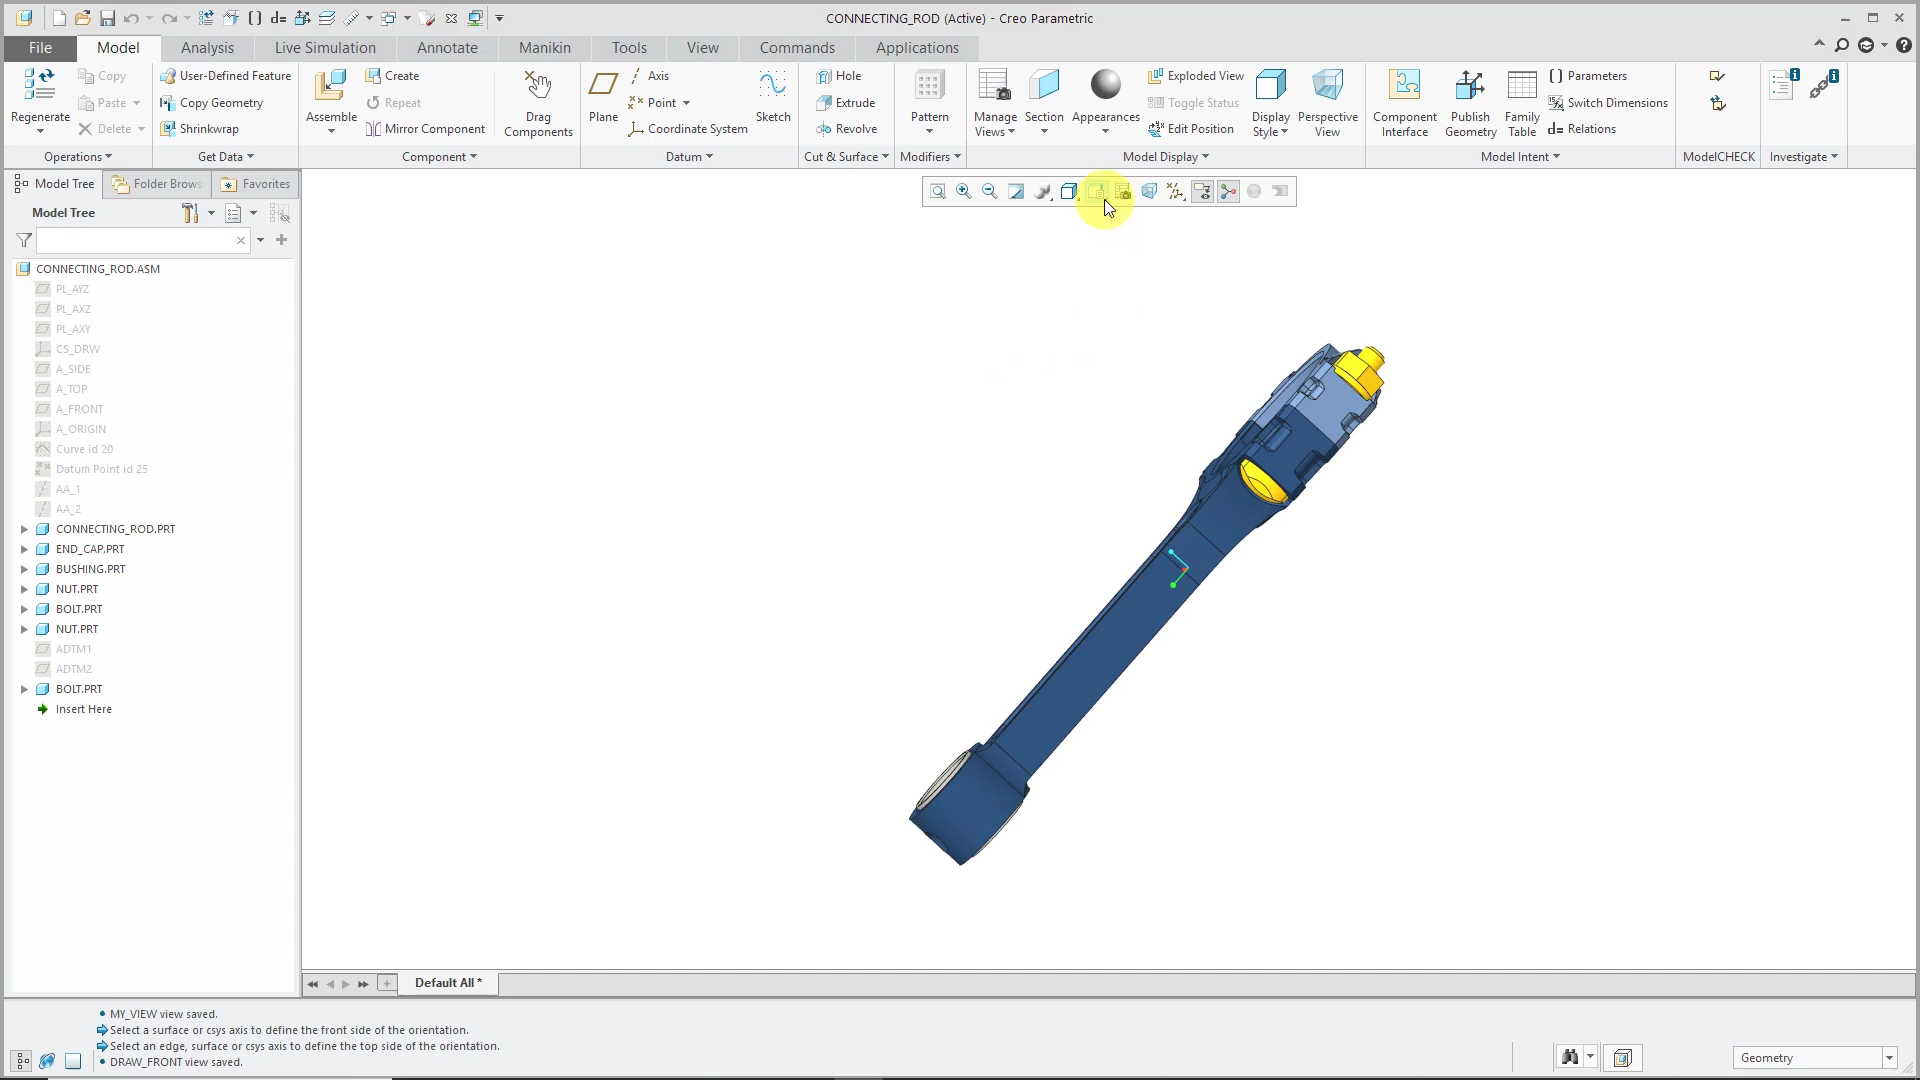 CONNECTING_ROD (Active) - Creo Parametric
File Model Analysis Live Simulation Annotate Manikin Tools View Commands Applications
Regenerate
Copy
Paste
Delete
Operations
User-Defined Feature
Copy Geometry
Shrinkwrap
Get Data
Assemble
Create
Repeat
Mirror Component
Drag
Components
Component
Plane
Axis
Point
Coordinate System
Sketch
Datum
Hole
Extrude
Revolve
Cut & Surface
Pattern
Modifiers
Manage
Views
Section
Appearances
Exploded View
Toggle Status
Edit Position
Display
Style
Perspective
View
Model Display
Component
Interface
Publish
Geometry
Family
Table
Parameters
Switch Dimensions
d= Relations
Model Intent
ModelCHECK
Investigate
Model Tree Folder Brows Favorites
Model Tree
CONNECTING_ROD.ASM
PL_AYZ
PL_AXZ
PL_AXY
CS_DRW
A_SIDE
A_TOP
A_FRONT
A_ORIGIN
Curve id 20
Datum Point id 25
AA_1
AA_2
CONNECTING_ROD.PRT
END_CAP.PRT
BUSHING.PRT
NUT.PRT
BOLT.PRT
NUT.PRT
ADTM1
ADTM2
BOLT.PRT
Insert Here
Default All *
MY_VIEW view saved.
Select a surface or csys axis to define the front side of the orientation.
Select an edge, surface or csys axis to define the top side of the orientation.
DRAW_FRONT view saved.
Geometry